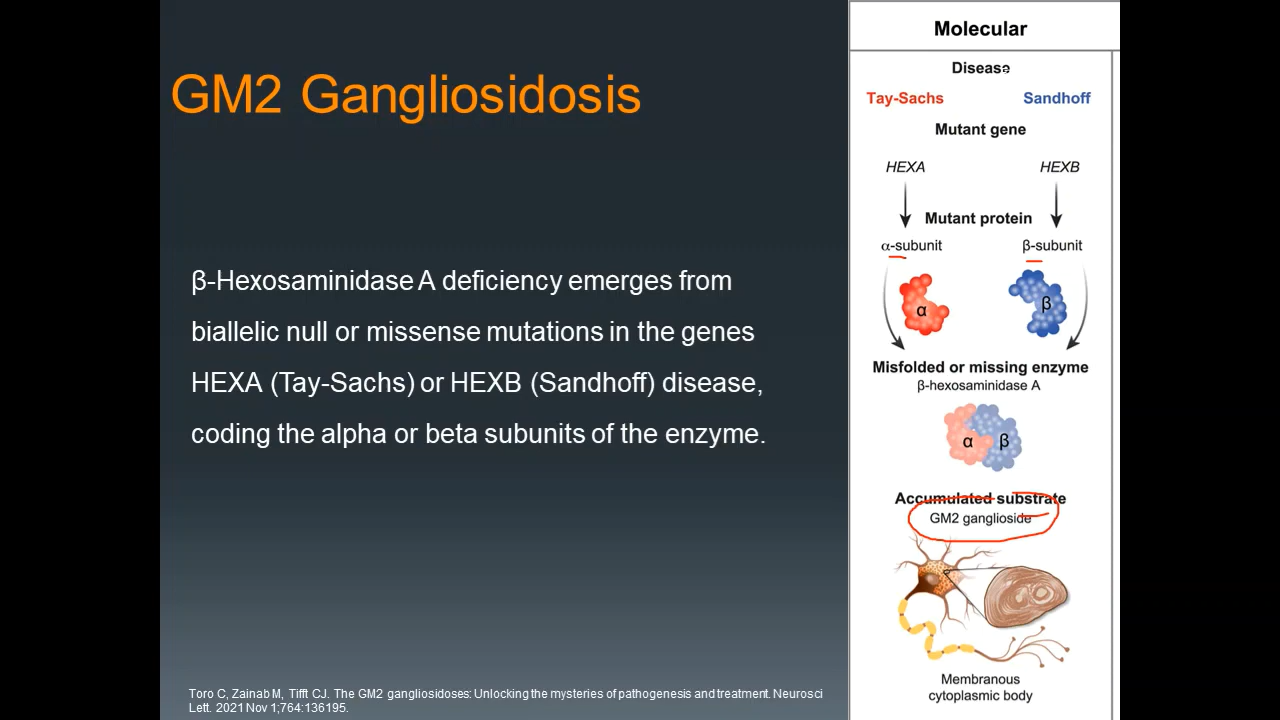 GM2 Gangliosidosis
β-Hexosaminidase A deficiency emerges from
biallelic null or missense mutations in the genes
HEXA (Tay-Sachs) or HEXB (Sandhoff) disease,
coding the alpha or beta subunits of the enzyme.
Toro C, Zainab M, Tifft CJ. The GM2 gangliosidoses: Unlocking the mysteries of pathogenesis and treatment. Neurosci
Lett. 2021 Nov 1;764:136195.
Molecular
Disease
Tay-Sachs Sandhoff
Mutant gene
HEXA HEXB
Mutant protein
α-subunit β-subunit
α β
Misfolded or missing enzyme
β-hexosaminidase A
α β
Accumulated substrate
GM2 ganglioside
Membranous
cytoplasmic body